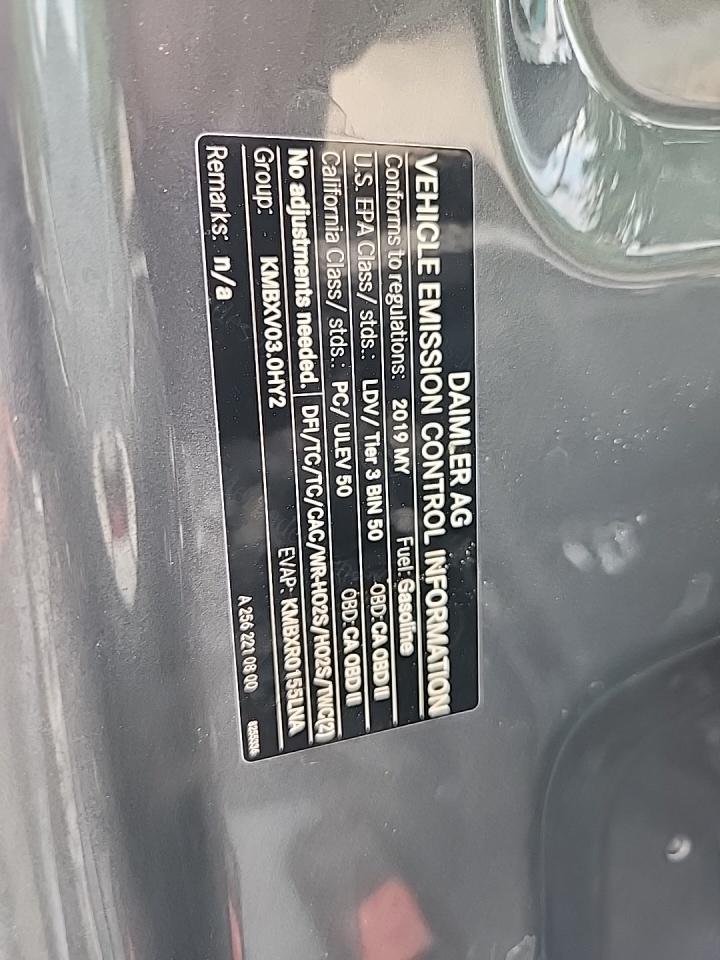 DAIMLER AG
VEHICLE EMISSION CONTROL INFORMATION
Conforms to regulations: 2019 MY Fuel: Gasoline
U.S. EPA Class/ stds.: LDV/ Tier 3 BIN 50 OBD: CA OBD II
California Class/ stds.: PC/ ULEV 50 OBD: CA OBD II
No adjustments needed. DFI/TC/TC/CAC/WR-HO2S/HO2S/TWC(2)
Group: KMBXV03.0HY2 EVAP: KMBXR0155LNA
Remarks: n/a A 256 221 08 00